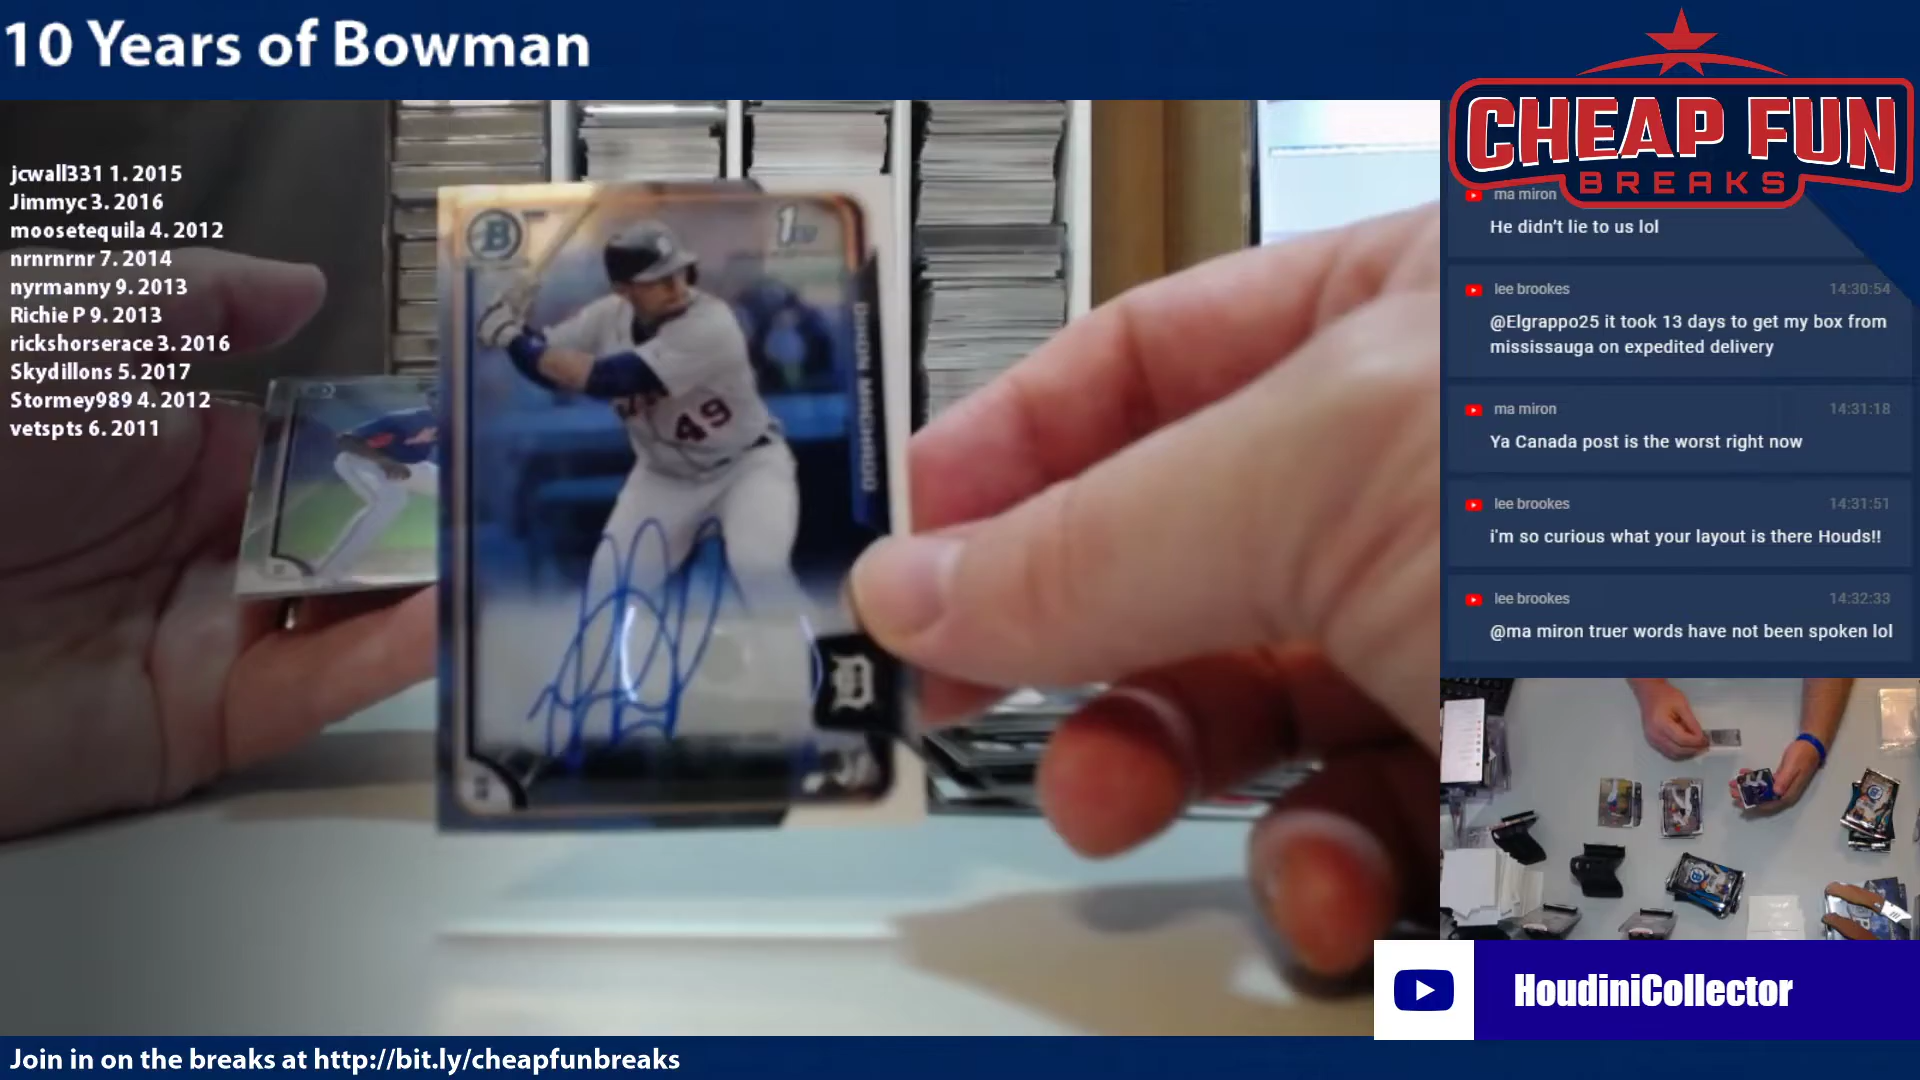 10 Years of Bowman
CHEAP FUN
BREAKS
jcwall331 1. 2015
Jimmyc 3. 2016
moosetequila 4. 2012
nrnrnrnr 7. 2014
nyrmanny 9. 2013
Richie P 9. 2013
rickshorserace 3. 2016
Skydillons 5. 2017
Stormey989 4. 2012
vetspts 6. 2011
B
1st
49
D
ma miron
He didn't lie to us lol
lee brookes 14:30:54
@Elgrappo25 it took 13 days to get my box from
mississauga on expedited delivery
ma miron 14:31:18
Ya Canada post is the worst right now
lee brookes 14:31:51
i'm so curious what your layout is there Houds!!
lee brookes 14:32:33
@ma miron truer words have not been spoken lol
HoudiniCollector
Join in on the breaks at http://bit.ly/cheapfunbreaks